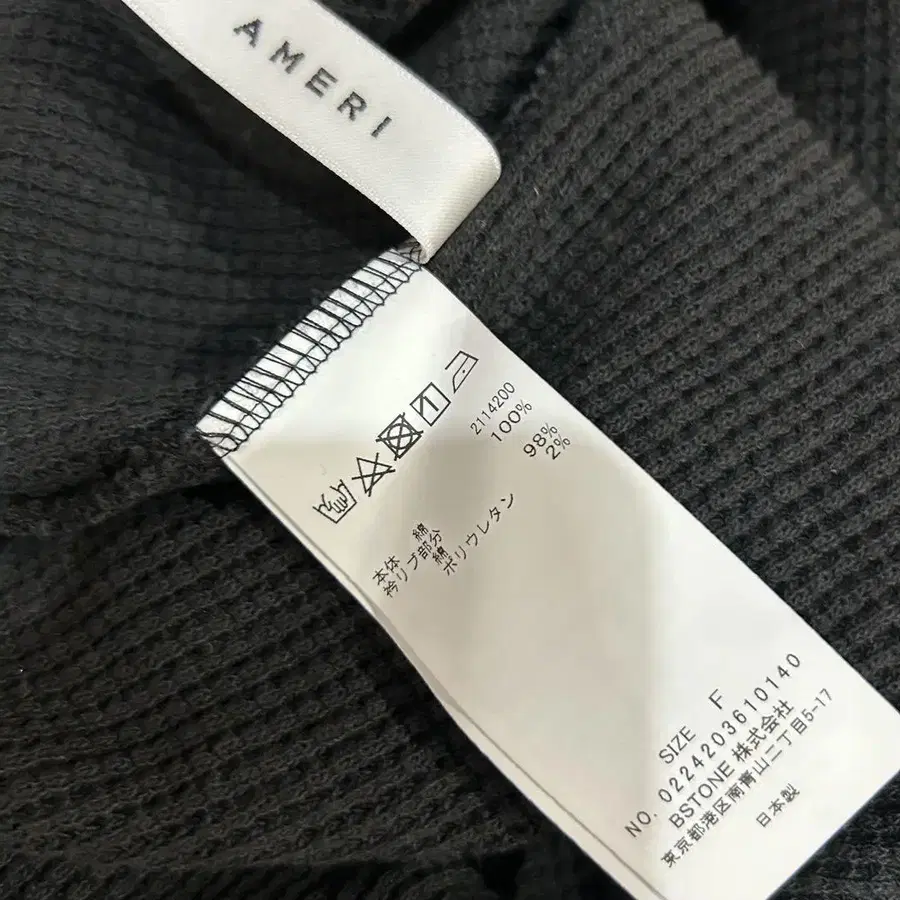 AMERI
2114200
本体 綿 100%
衿リブ部分
綿 98%
ポリウレタン 2%
SIZE F
NO. 0224203610140
BSTONE 株式会社
東京都港区南青山二丁目5-17
日本製